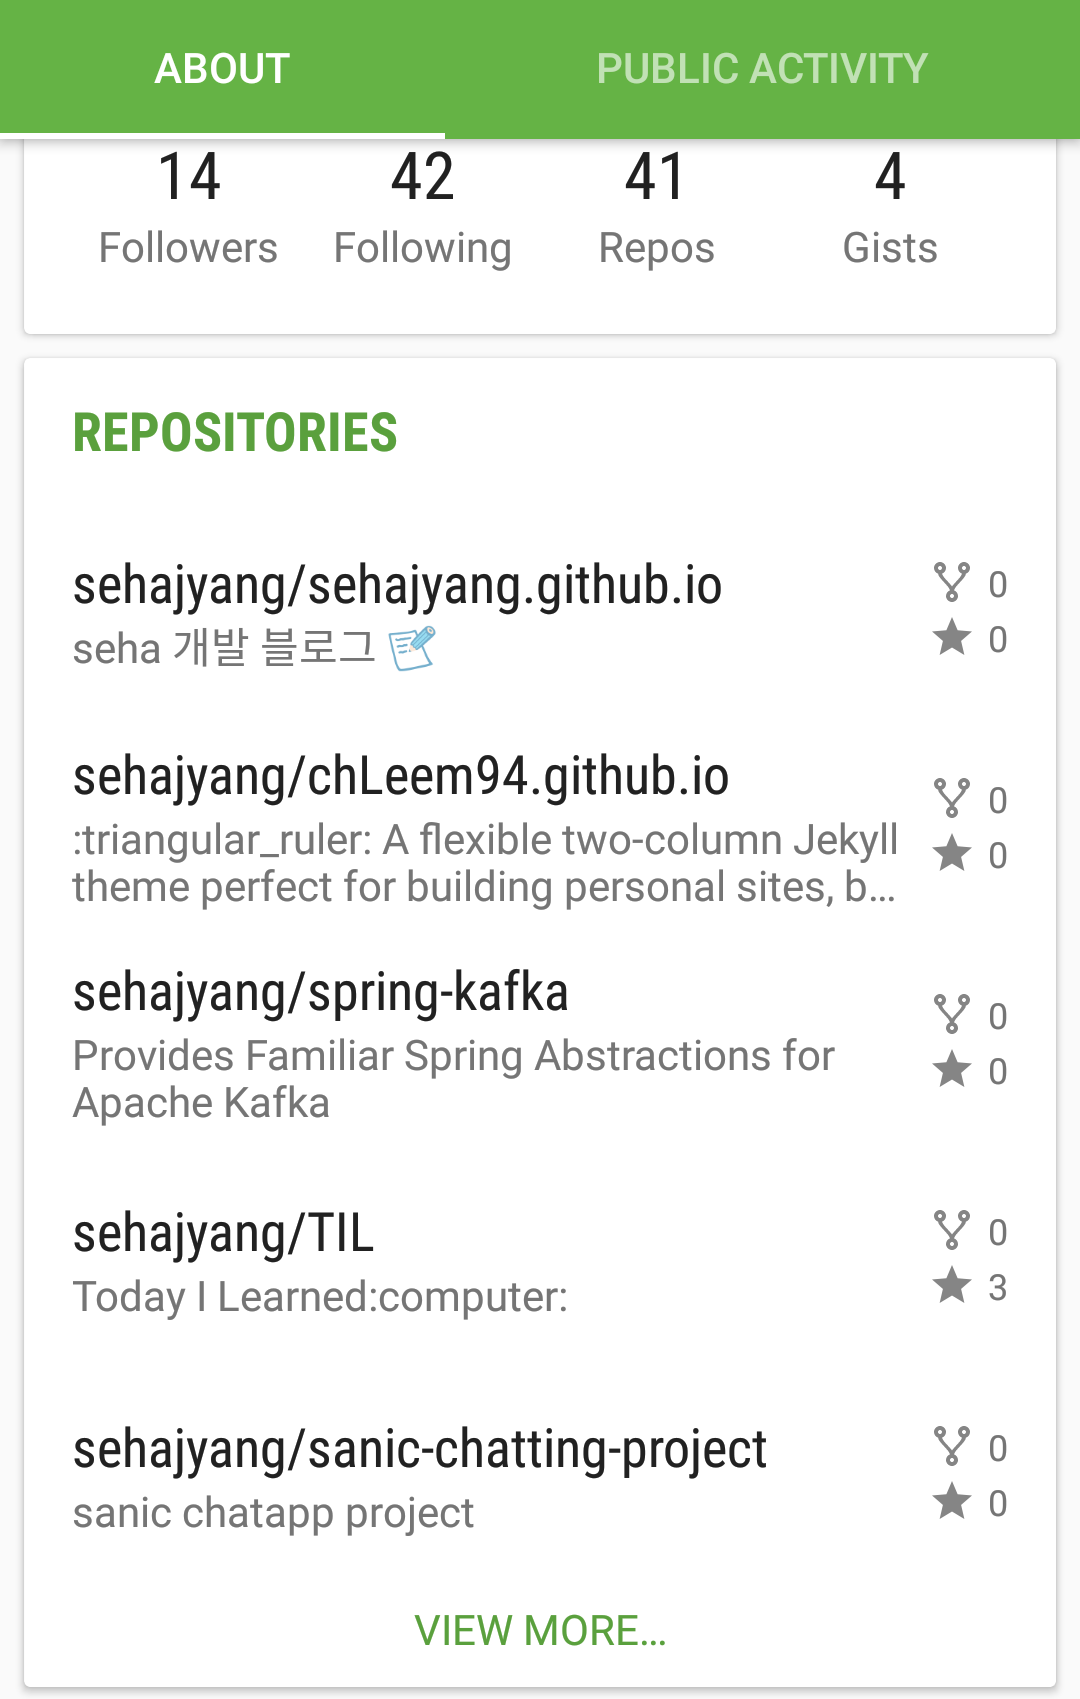 ABOUT
PUBLIC ACTIVITY
14
42
41
4
Followers
Following
Repos
Gists
REPOSITORIES
sehajyang/sehajyang.github.io
0
seha 개발 블로그 📝
0
sehajyang/chLeem94.github.io
0
:triangular_ruler: A flexible two-column Jekyll
0
theme perfect for building personal sites, b...
sehajyang/spring-kafka
0
Provides Familiar Spring Abstractions for
0
Apache Kafka
sehajyang/TIL
0
Today I Learned:computer:
3
sehajyang/sanic-chatting-project
0
sanic chatapp project
0
VIEW MORE...